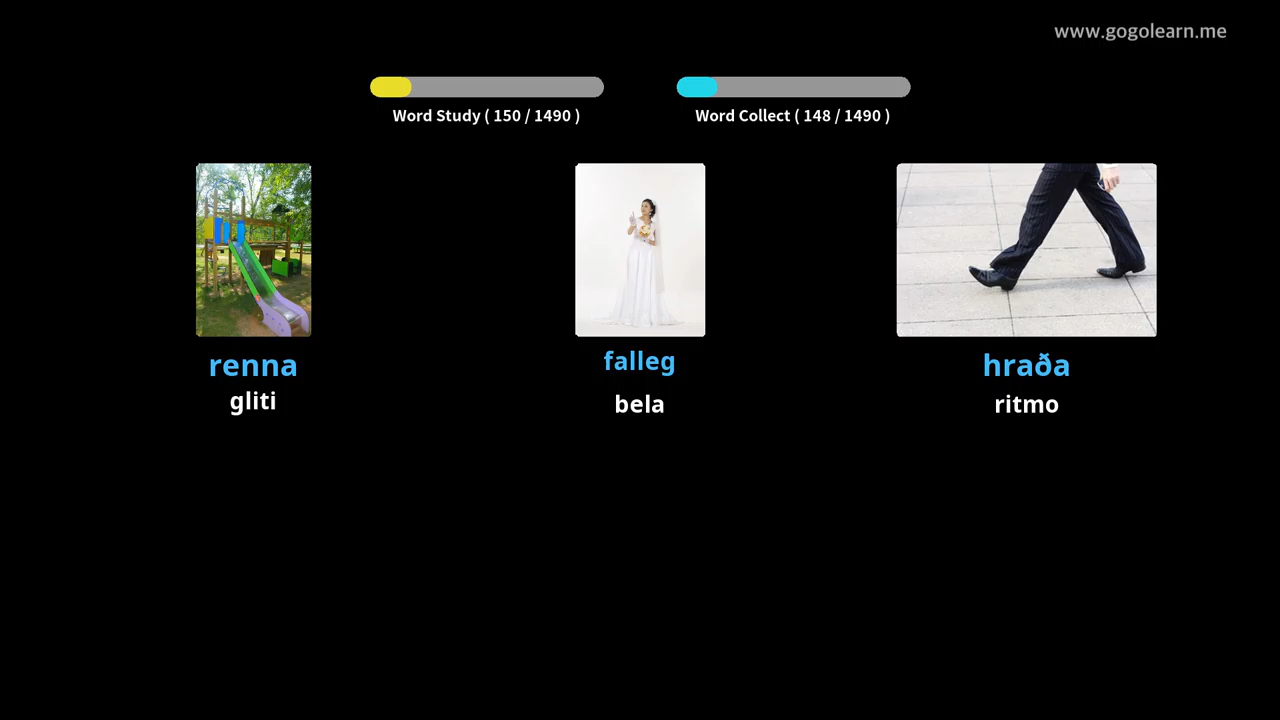 www.gogolearn.me
Word Study ( 150 / 1490 )
Word Collect ( 148 / 1490 )
renna
gliti
falleg
bela
hraða
ritmo